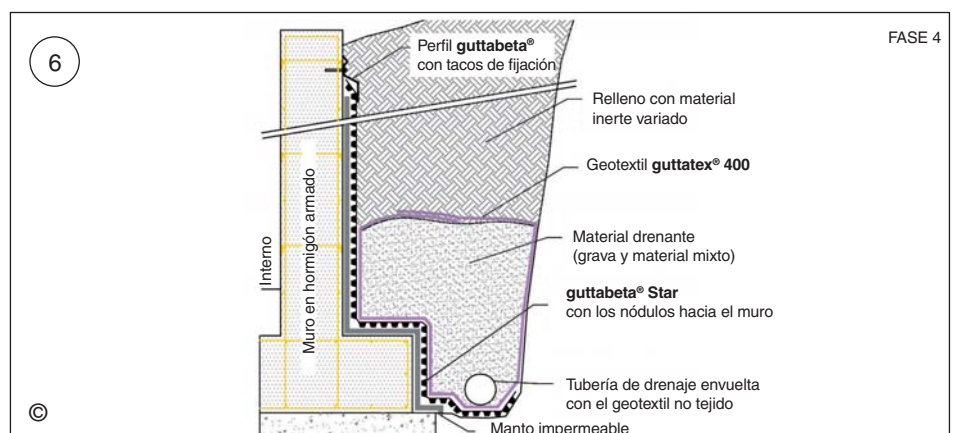 6
FASE 4
Perfil guttabeta®
con tacos de fijación
Relleno con material
inerte variado
Geotextil guttatex® 400
Material drenante
(grava y material mixto)
guttabeta® Star
con los nódulos hacia el muro
Tubería de drenaje envuelta
con el geotextil no tejido
Manto impermeable
Interno
Muro en hormigón armado
©